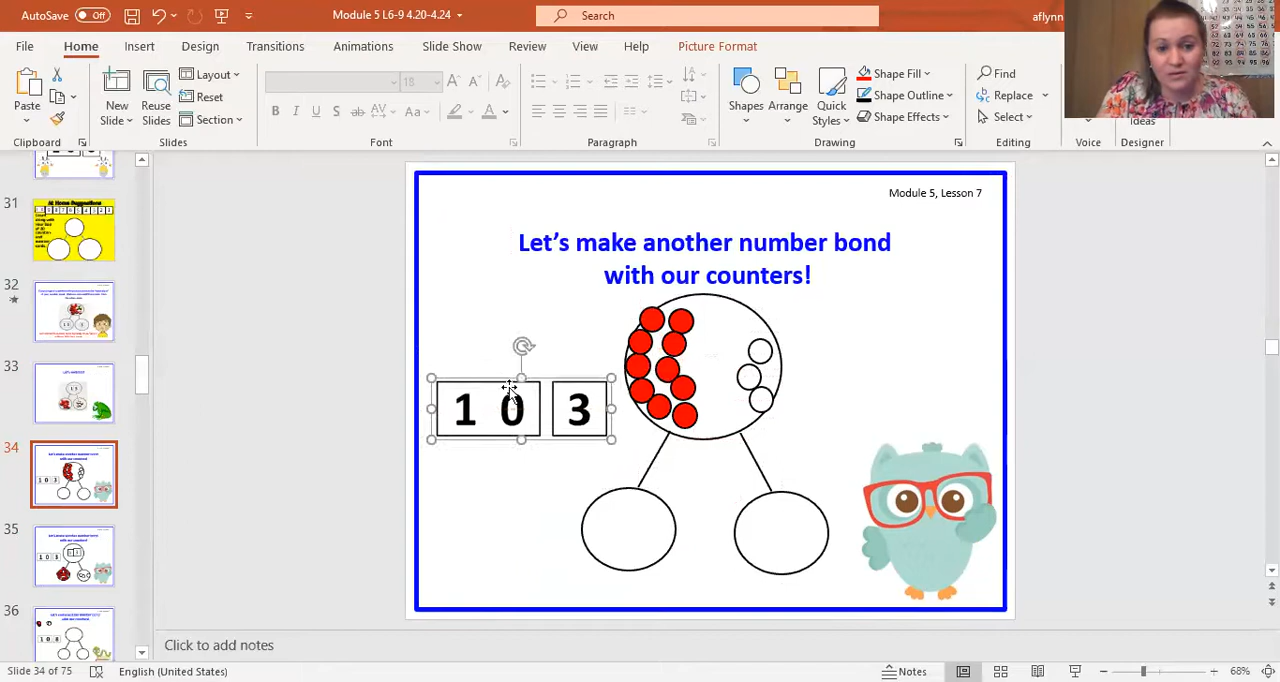 AutoSave Off
Module 5 L6-9 4.20-4.24
Search
aflynn
File Home Insert Design Transitions Animations Slide Show Review View Help Picture Format
Paste
New Slide
Reuse Slides
Layout
Reset
Section
18
Shapes
Arrange
Quick Styles
Shape Fill
Shape Outline
Shape Effects
Find
Replace
Select
Ideas
Clipboard
Slides
Font
Paragraph
Drawing
Editing
Voice
Designer
31
At Home Suggestions
32
33
34
35
36
Module 5, Lesson 7
Let's make another number bond
with our counters!
1 0 3
Click to add notes
Slide 34 of 75
English (United States)
Notes
68%